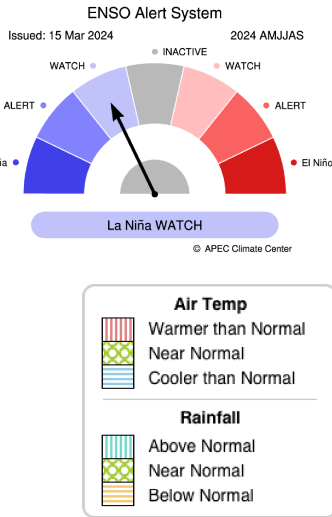 ENSO Alert System
Issued: 15 Mar 2024 2024 AMJJAS
INACTIVE
WATCH WATCH
ALERT ALERT
El Niño
La Niña WATCH
© APEC Climate Center
Air Temp
Warmer than Normal
Near Normal
Cooler than Normal
Rainfall
Above Normal
Near Normal
Below Normal